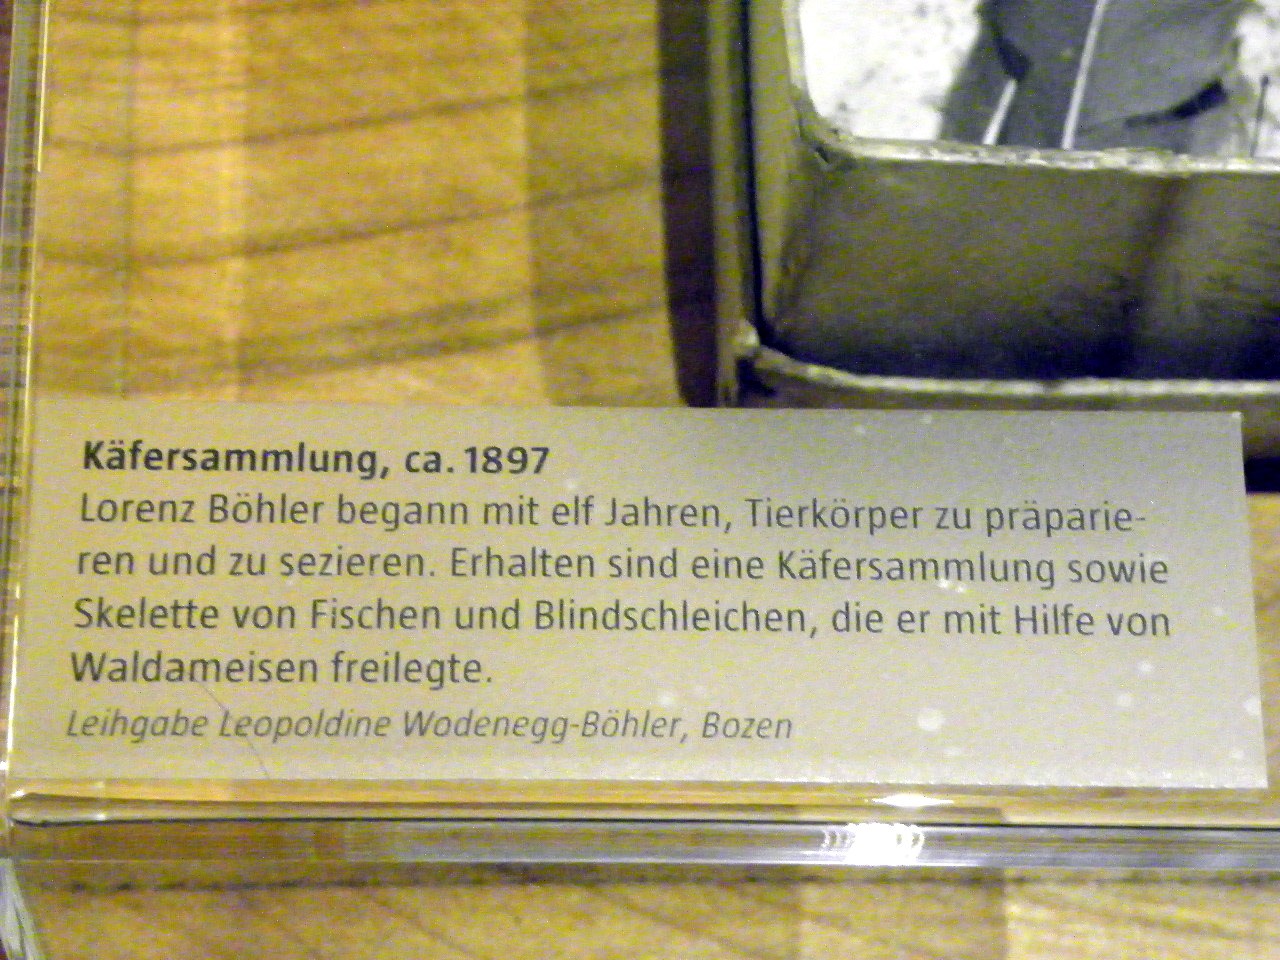 Käfersammlung, ca. 1897
Lorenz Böhler begann mit elf Jahren, Tierkörper zu präparie-
ren und zu sezieren. Erhalten sind eine Käfersammlung sowie
Skelette von Fischen und Blindschleichen, die er mit Hilfe von
Waldameisen freilegte.
Leihgabe Leopoldine Wodenegg-Böhler, Bozen